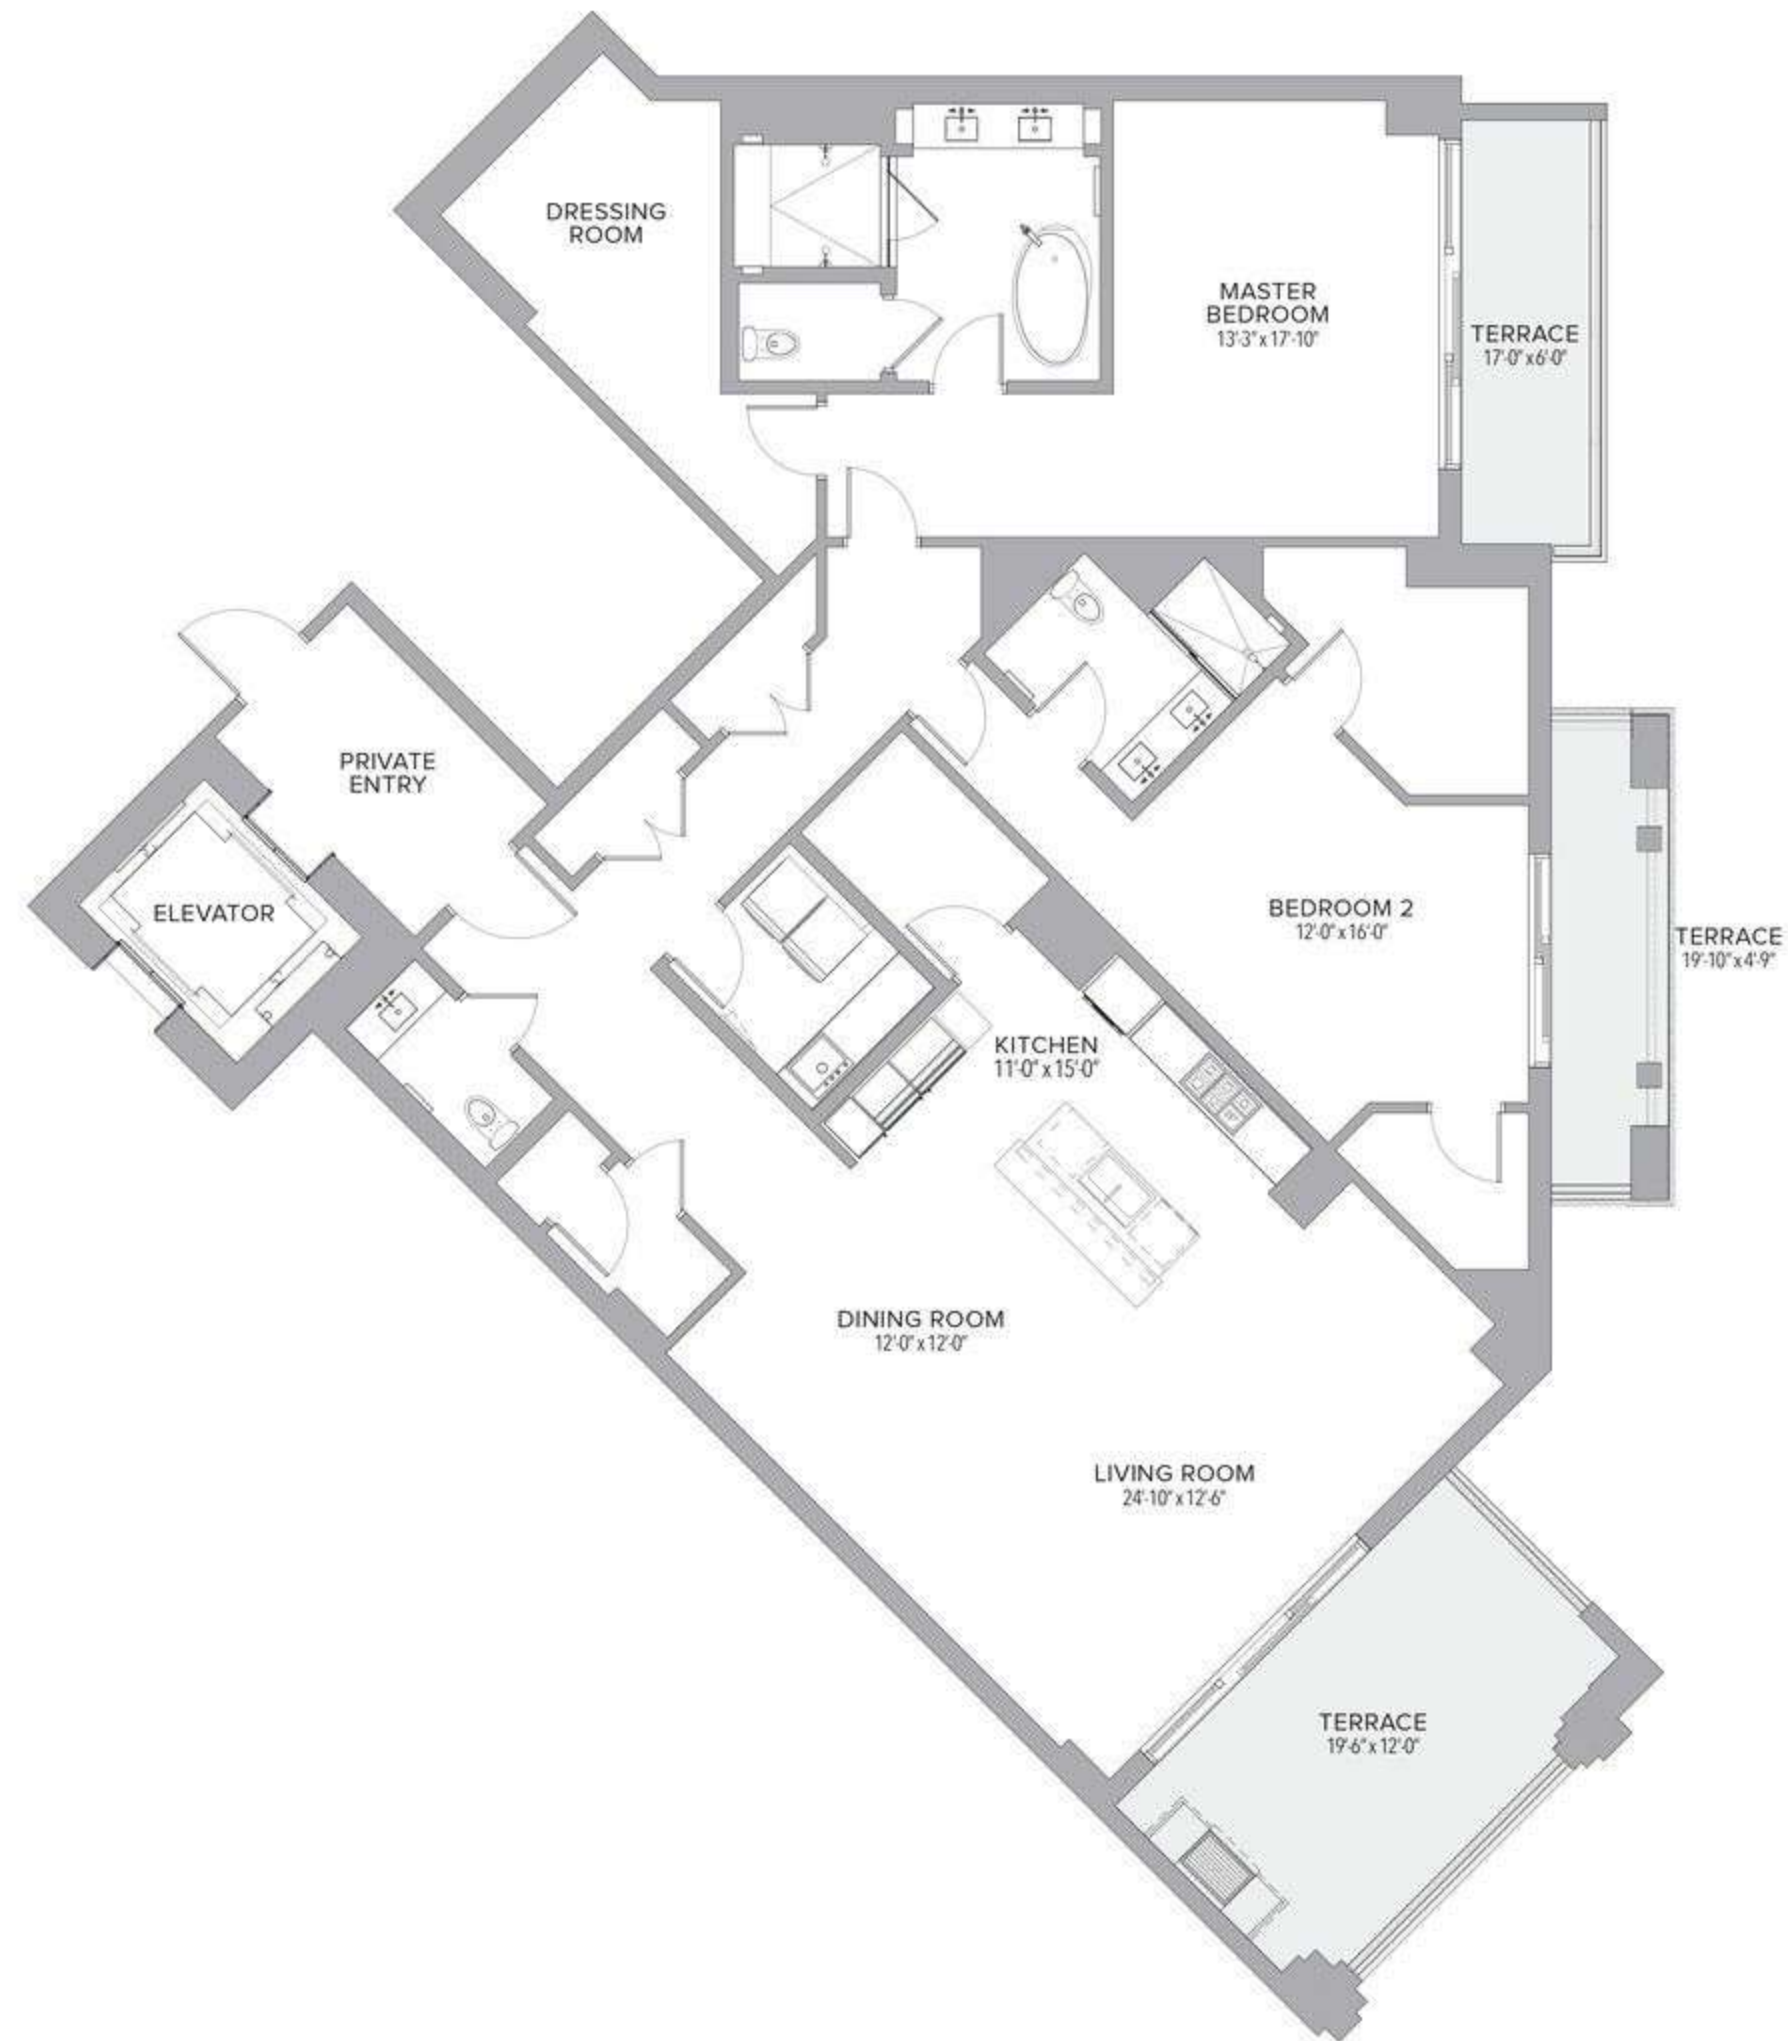 DRESSING
ROOM
MASTER
BEDROOM
13'-3" x 17'-10"
TERRACE
17'-0" x 6'-0"
PRIVATE
ENTRY
ELEVATOR
BEDROOM 2
12'-0" x 16'-0"
TERRACE
19'-10" x 4'-9"
KITCHEN
11'-0" x 15'-0"
DINING ROOM
12'-0" x 12'-0"
LIVING ROOM
24'-10" x 12'-6"
TERRACE
19'-6" x 12'-0"